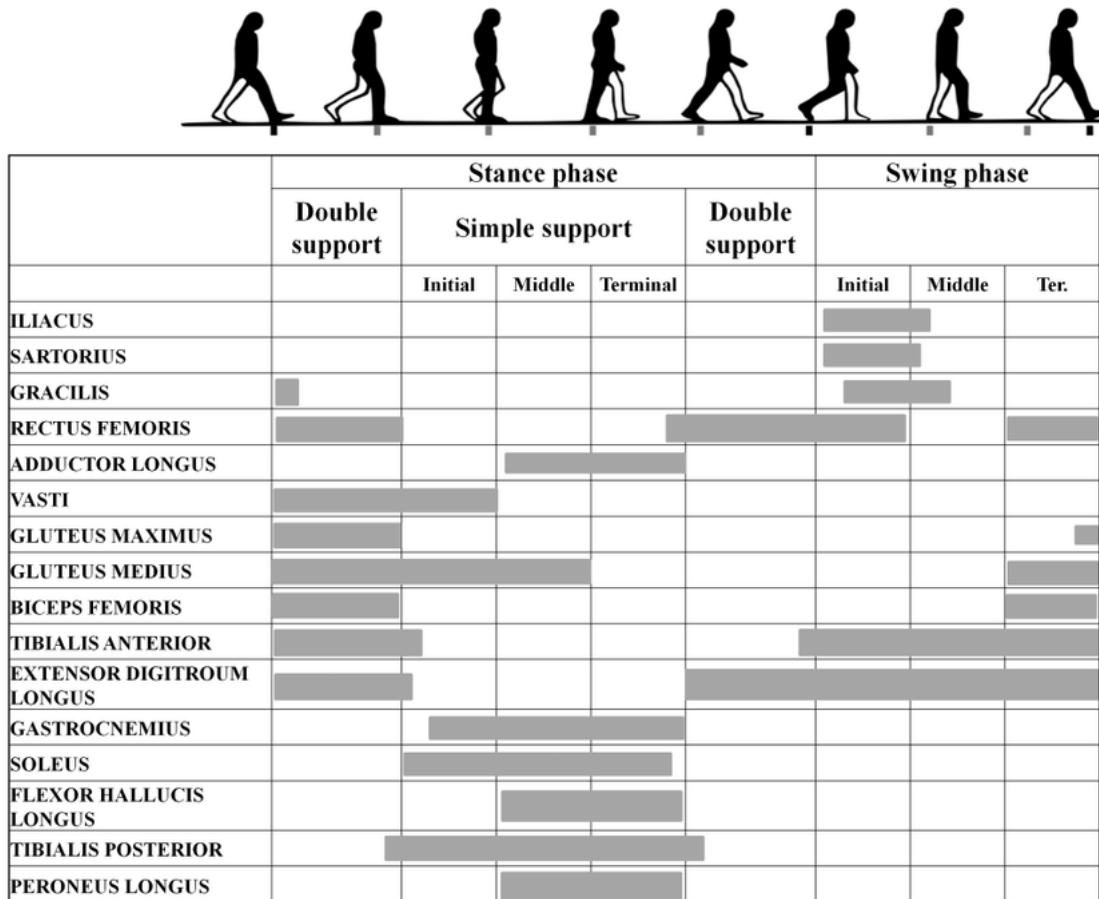 Stance phase
Swing phase
Double
support
Simple support
Double
support
Initial
Middle
Terminal
Initial
Middle
Ter.
ILIACUS
SARTORIUS
GRACILIS
RECTUS FEMORIS
ADDUCTOR LONGUS
VASTI
GLUTEUS MAXIMUS
GLUTEUS MEDIUS
BICEPS FEMORIS
TIBIALIS ANTERIOR
EXTENSOR DIGITROUM
LONGUS
GASTROCNEMIUS
SOLEUS
FLEXOR HALLUCIS
LONGUS
TIBIALIS POSTERIOR
PERONEUS LONGUS